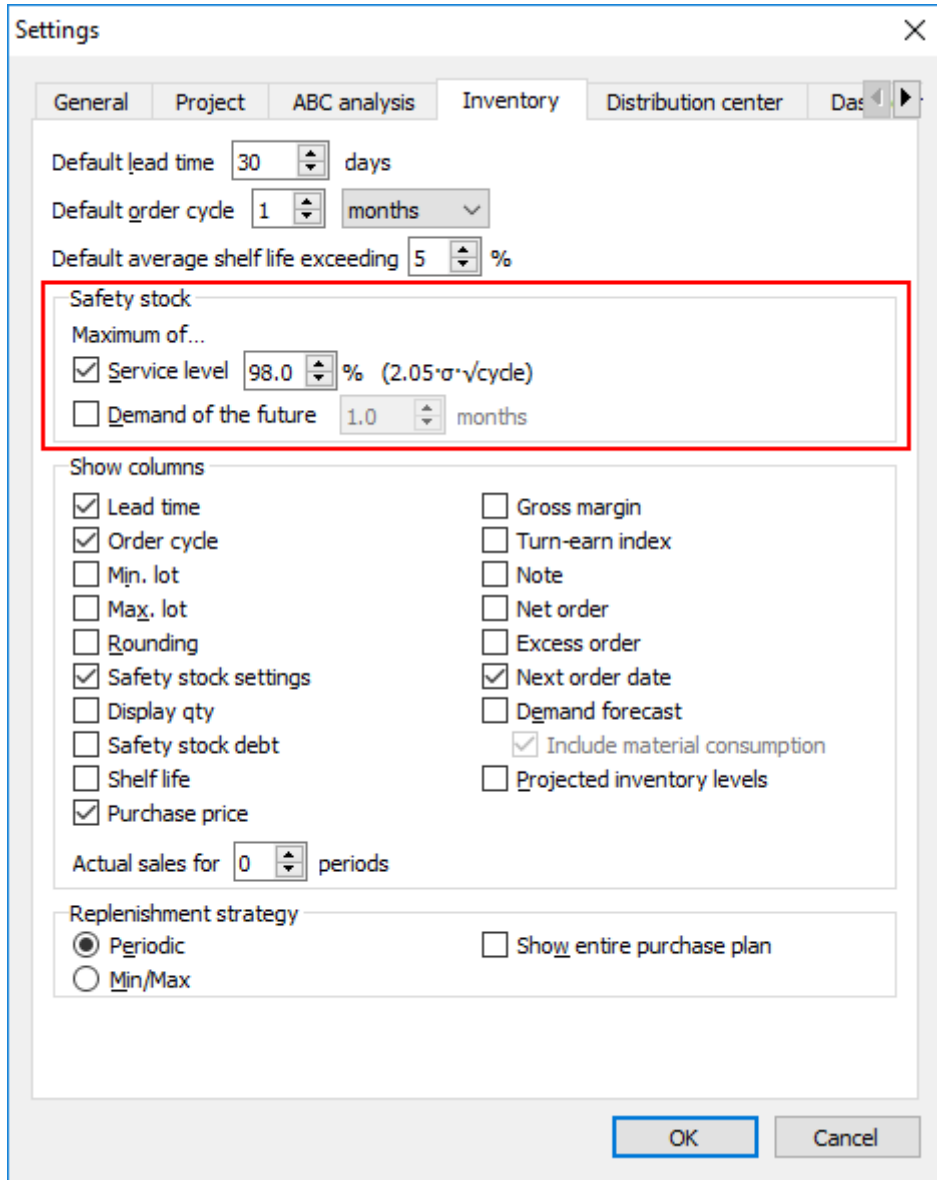 Settings
General Project ABC analysis Inventory Distribution center Das
Default lead time 30 days
Default order cycle 1 months
Default average shelf life exceeding 5 %
Safety stock
Maximum of...
Service level 98.0 % (2.05·σ·√cycle)
Demand of the future 1.0 months
Show columns
Lead time
Order cycle
Min. lot
Max. lot
Rounding
Safety stock settings
Display qty
Safety stock debt
Shelf life
Purchase price
Gross margin
Turn-earn index
Note
Net order
Excess order
Next order date
Demand forecast
Include material consumption
Projected inventory levels
Actual sales for 0 periods
Replenishment strategy
Periodic
Min/Max
Show entire purchase plan
OK Cancel